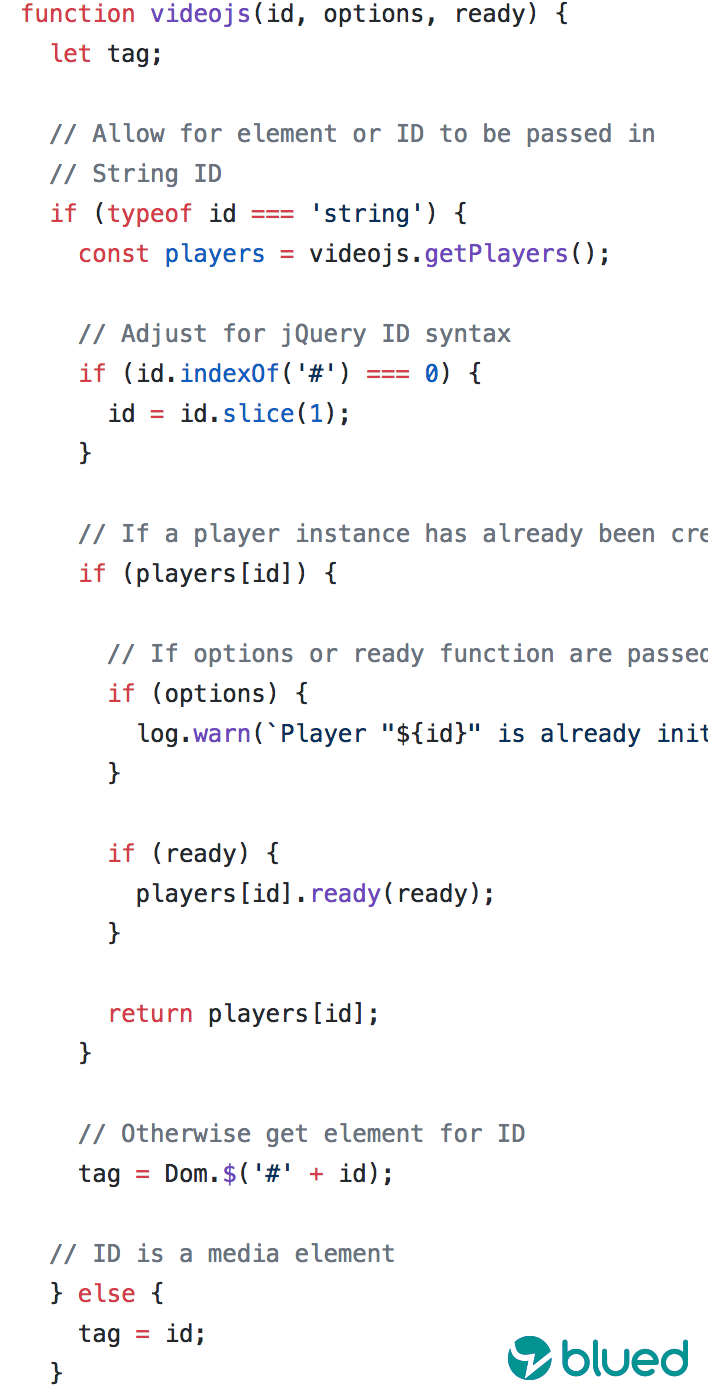 function videojs(id, options, ready) {
  let tag;

  // Allow for element or ID to be passed in
  // String ID
  if (typeof id === 'string') {
    const players = videojs.getPlayers();

    // Adjust for jQuery ID syntax
    if (id.indexOf('#') === 0) {
      id = id.slice(1);
    }

    // If a player instance has already been cre
    if (players[id]) {

      // If options or ready function are passed
      if (options) {
        log.warn(`Player "${id}" is already init
      }

      if (ready) {
        players[id].ready(ready);
      }

      return players[id];
    }

    // Otherwise get element for ID
    tag = Dom.$('#' + id);

  // ID is a media element
  } else {
    tag = id;
  }
blued